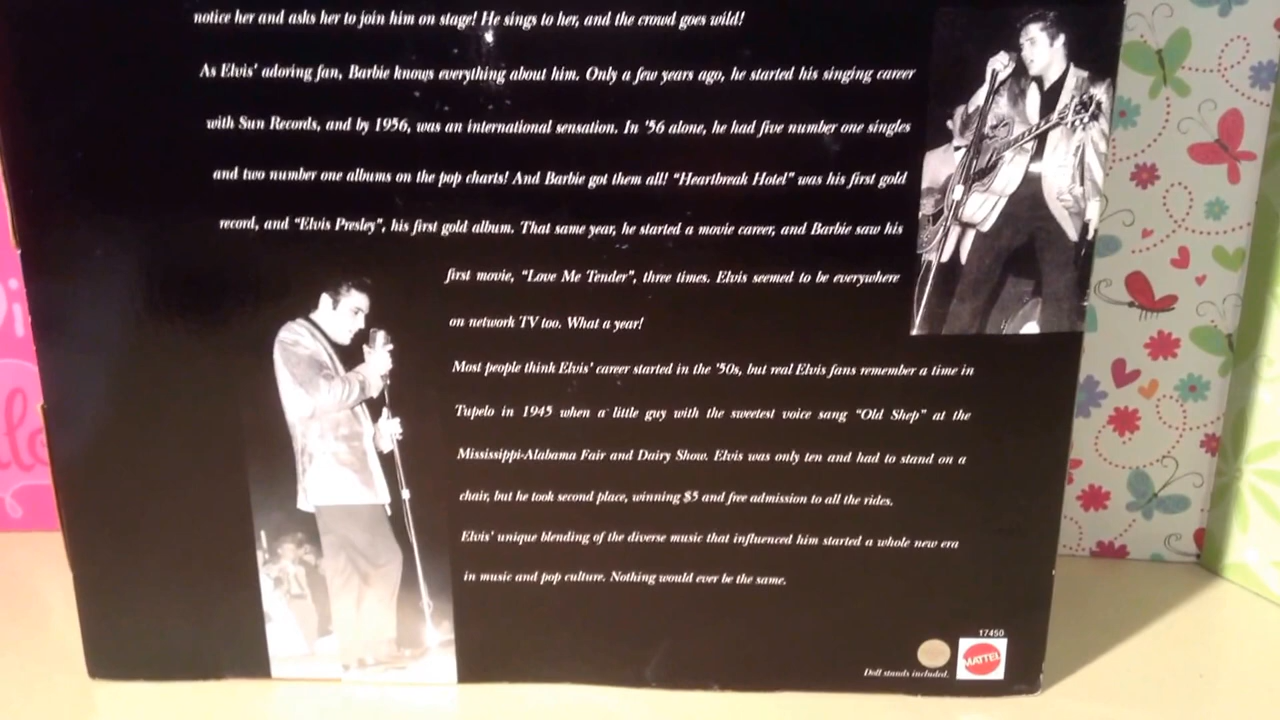 notice her and asks her to join him on stage! He sings to her, and the crowd goes wild!
As Elvis' adoring fan, Barbie knows everything about him. Only a few years ago, he started his singing career
with Sun Records, and by 1956, was an international sensation. In '56 alone, he had five number one singles
and two number one albums on the pop charts! And Barbie got them all! "Heartbreak Hotel" was his first gold
record, and "Elvis Presley", his first gold album. That same year, he started a movie career, and Barbie saw his
first movie, "Love Me Tender", three times. Elvis seemed to be everywhere
on network TV too. What a year!
Most people think Elvis' career started in the '50s, but real Elvis fans remember a time in
Tupelo in 1945 when a little guy with the sweetest voice sang "Old Shep" at the
Mississippi-Alabama Fair and Dairy Show. Elvis was only ten and had to stand on a
chair, but he took second place, winning $5 and free admission to all the rides.
Elvis' unique blending of the diverse music that influenced him started a whole new era
in music and pop culture. Nothing would ever be the same.
17450
MATTEL
Doll stands included.